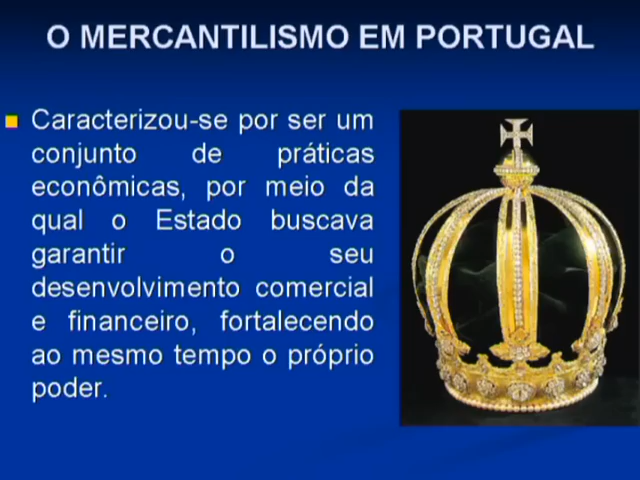 O MERCANTILISMO EM PORTUGAL
Caracterizou-se por ser um
conjunto de práticas
econômicas, por meio da
qual o Estado buscava
garantir o seu
desenvolvimento comercial
e financeiro, fortalecendo
ao mesmo tempo o próprio
poder.